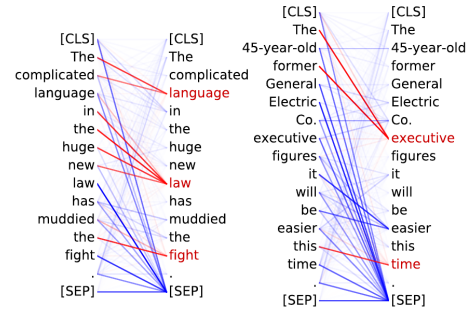 [CLS] [CLS]
The The
complicated complicated
language language
in in
the the
huge huge
new new
law law
has has
muddied muddied
the the
fight fight
. .
[SEP] [SEP]
[CLS] [CLS]
The The
45-year-old 45-year-old
former former
General General
Electric Electric
Co. Co.
executive executive
figures figures
it it
will will
be be
easier easier
this this
time time
. .
[SEP] [SEP]